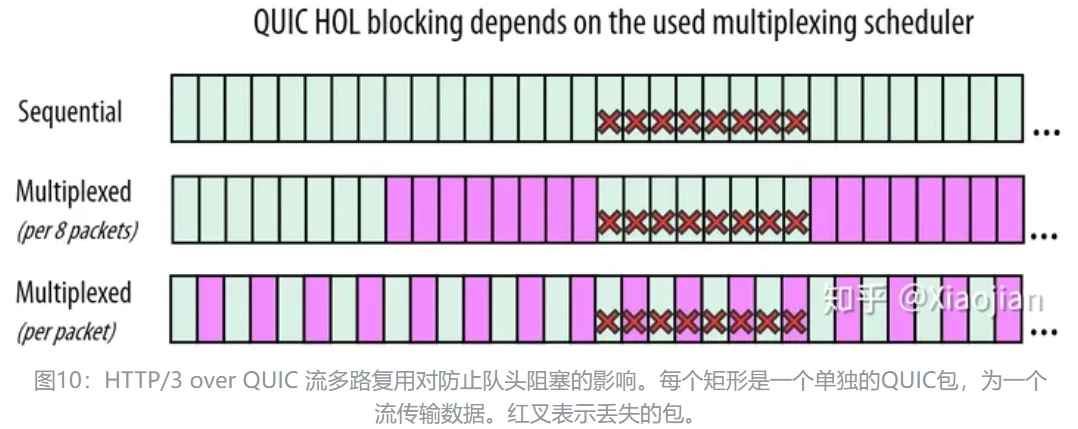 QUIC HOL blocking depends on the used multiplexing scheduler
Sequential
...
Multiplexed
(per 8 packets)
...
Multiplexed
(per packet)
知乎 @Xiaojian
...
图10：HTTP/3 over QUIC 流多路复用对防止队头阻塞的影响。每个矩形是一个单独的QUIC包，为一个
流传输数据。红叉表示丢失的包。